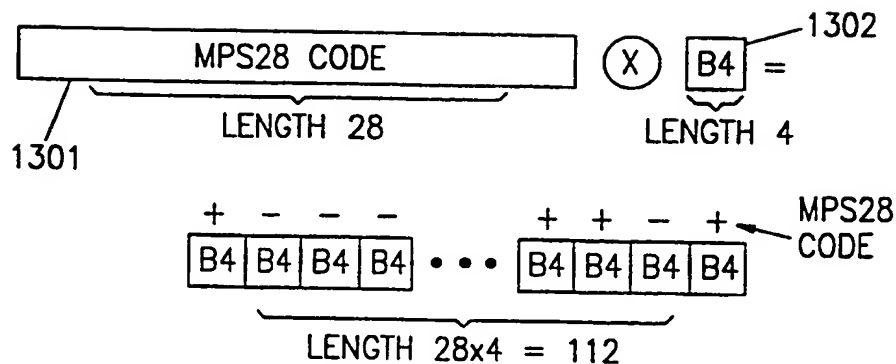 1302
MPS28 CODE X B4 =
LENGTH 28 LENGTH 4
1301
+ - - - + + - + MPS28
CODE
B4 B4 B4 B4 ••• B4 B4 B4 B4
LENGTH 28x4 = 112